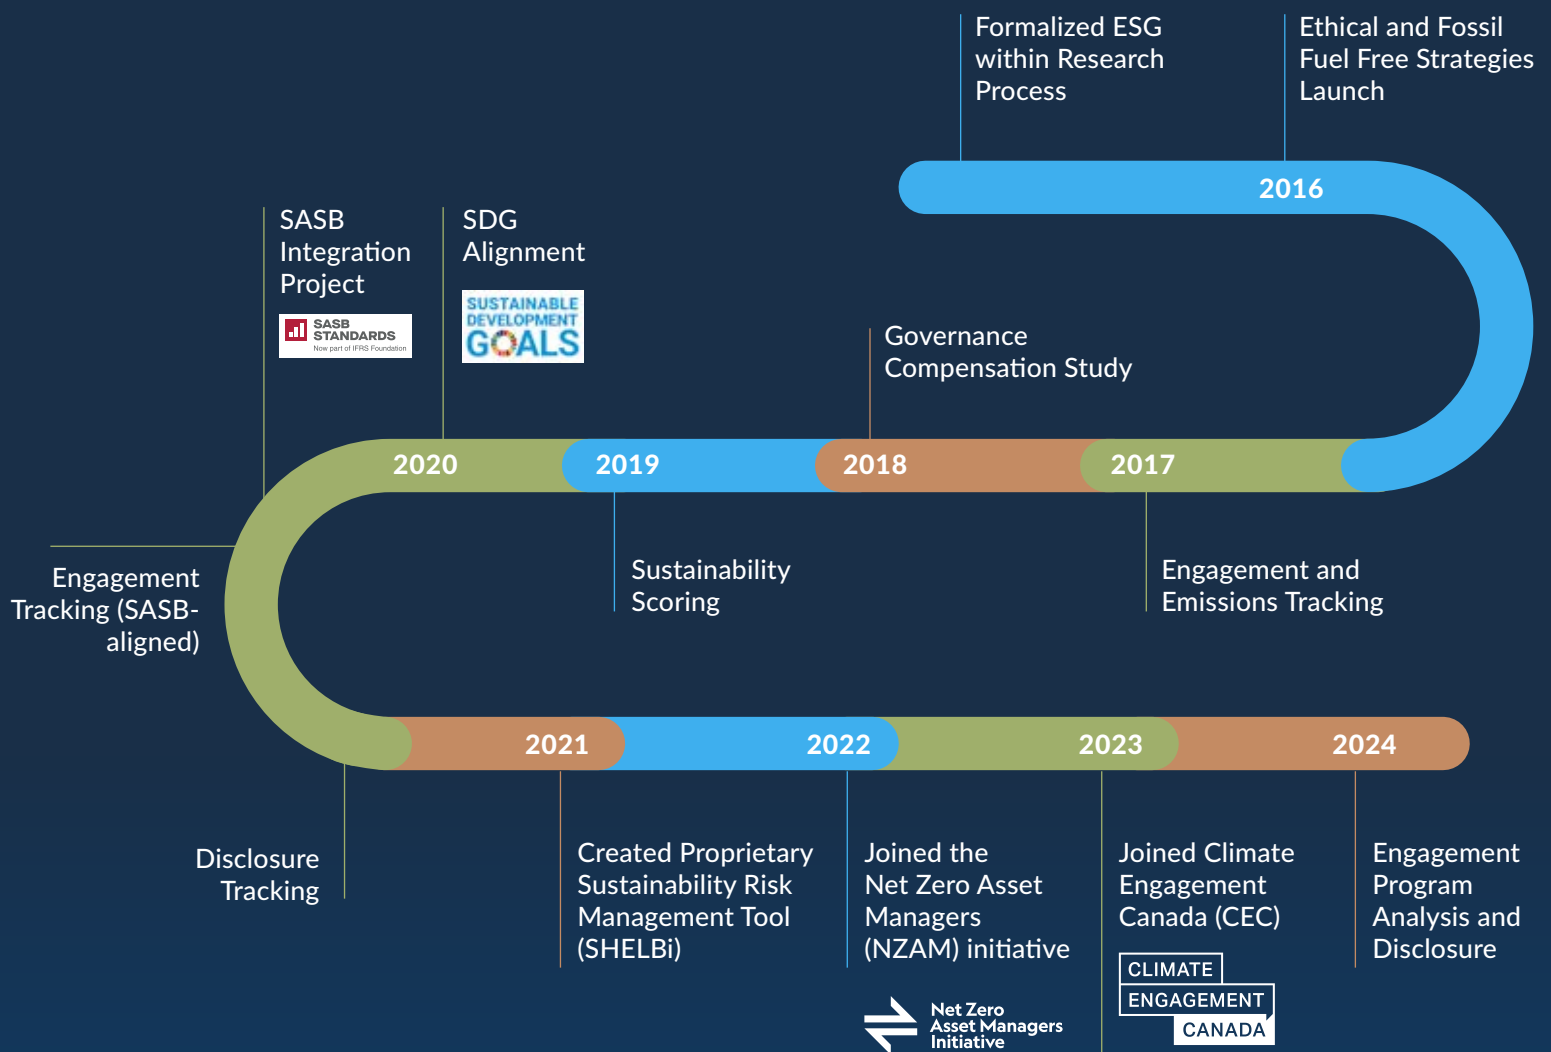 Formalized ESG
within Research
Process
Ethical and Fossil
Fuel Free Strategies
Launch
2016
SASB
Integration
Project
SASB
STANDARDS
Now part of IFRS Foundation
SDG
Alignment
SUSTAINABLE
DEVELOPMENT
GOALS
Governance
Compensation Study
2020
2019
2018
2017
Engagement
Tracking (SASB-
aligned)
Sustainability
Scoring
Engagement and
Emissions Tracking
2021
2022
2023
2024
Disclosure
Tracking
Created Proprietary
Sustainability Risk
Management Tool
(SHELBi)
Joined the
Net Zero Asset
Managers
(NZAM) initiative
Net Zero
Asset Managers
Initiative
Joined Climate
Engagement
Canada (CEC)
CLIMATE
ENGAGEMENT
CANADA
Engagement
Program
Analysis and
Disclosure